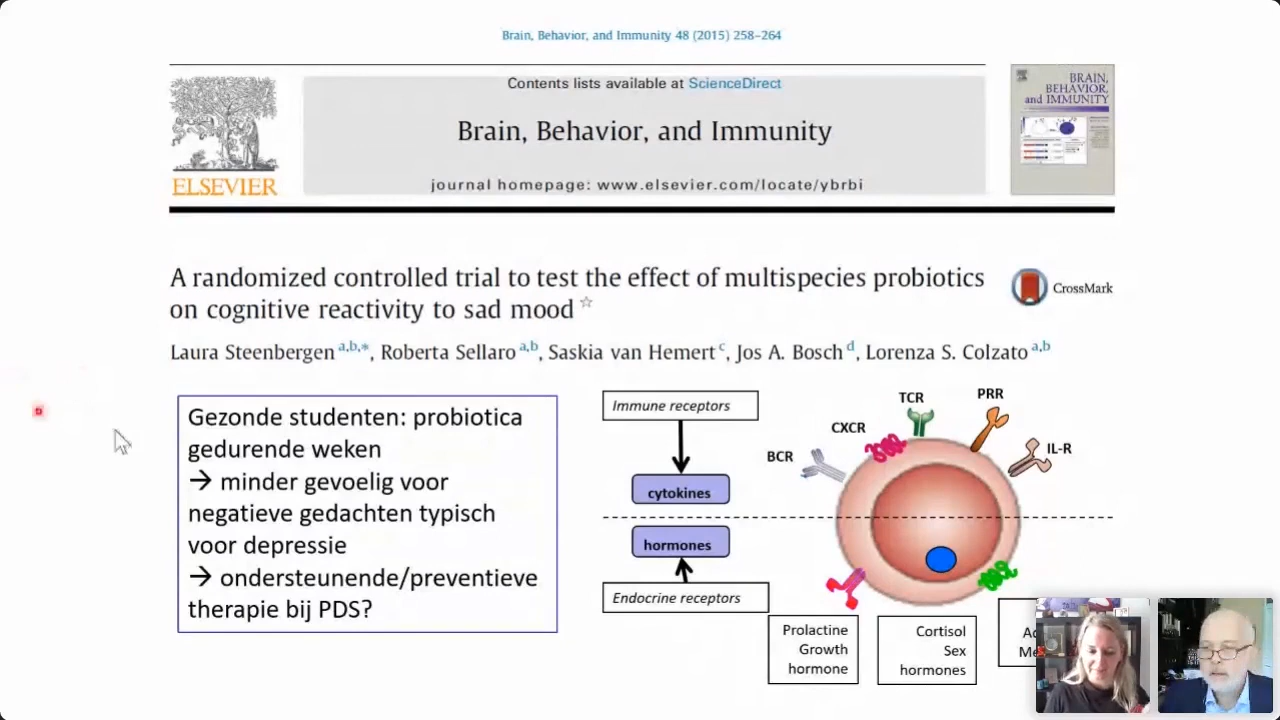 Brain, Behavior, and Immunity 48 (2015) 258–264
Contents lists available at ScienceDirect
Brain, Behavior, and Immunity
journal homepage: www.elsevier.com/locate/ybrbi
ELSEVIER
BRAIN,
BEHAVIOR,
and IMMUNITY
A randomized controlled trial to test the effect of multispecies probiotics
on cognitive reactivity to sad mood ☆
CrossMark
Laura Steenbergen a,b,*, Roberta Sellaro a,b, Saskia van Hemert c, Jos A. Bosch d, Lorenza S. Colzato a,b
Gezonde studenten: probiotica
gedurende weken
→ minder gevoelig voor
negatieve gedachten typisch
voor depressie
→ ondersteunende/preventieve
therapie bij PDS?
Immune receptors
cytokines
hormones
Endocrine receptors
BCR
CXCR
TCR
PRR
IL-R
Prolactine
Growth
hormone
Cortisol
Sex
hormones